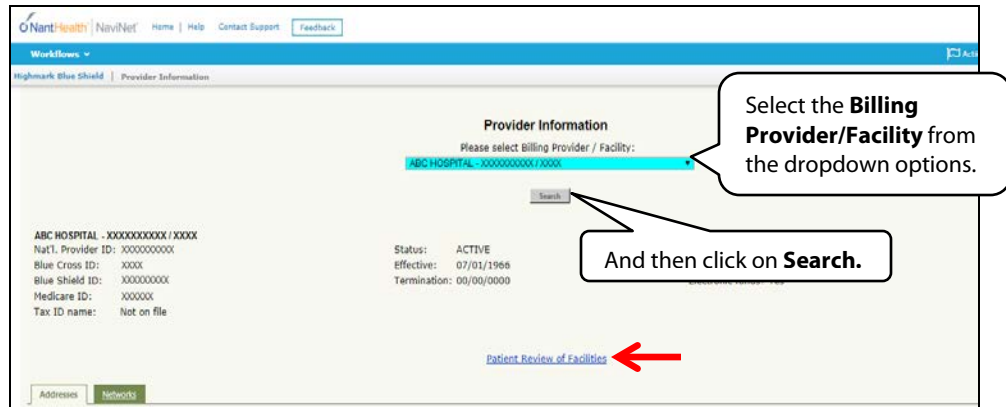 NantHealth NaviNet Home | Help Contact Support Feedback
Workflows
Highmark Blue Shield | Provider Information
Provider Information
Please select Billing Provider / Facility:
ABC HOSPITAL - XXXXXXXXXX / XXXX
Search
Select the Billing
Provider/Facility from
the dropdown options.
And then click on Search.
ABC HOSPITAL - XXXXXXXXXX / XXXX
Nat'l. Provider ID: XXXXXXXXXX
Blue Cross ID: XXXX
Blue Shield ID: XXXXXXXXX
Medicare ID: XXXXXX
Tax ID name: Not on file
Status: ACTIVE
Effective: 07/01/1966
Termination: 00/00/0000
Patient Review of Facilities
Addresses Networks